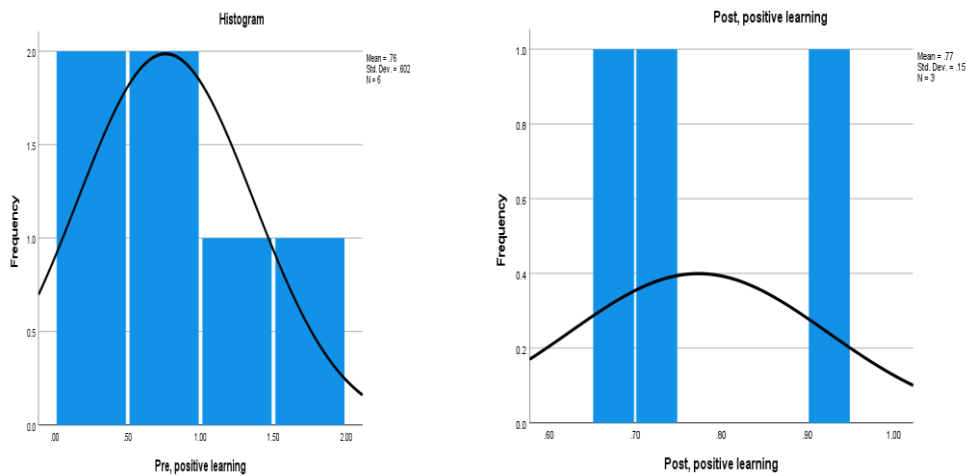 Histogram
Mean = .76
Std. Dev. = .602
N = 6
2.0
1.5
1.0
0.5
0.0
Frequency
.00 .50 1.00 1.50 2.00
Pre, positive learning
Post, positive learning
Mean = .77
Std. Dev. = .15
N = 3
1.0
0.8
0.6
0.4
0.2
0.0
Frequency
.60 .70 .80 .90 1.00
Post, positive learning